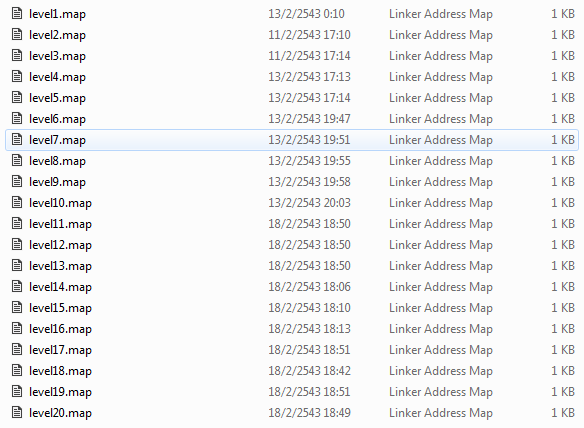 level1.map 13/2/2543 0:10 Linker Address Map 1 KB
level2.map 11/2/2543 17:10 Linker Address Map 1 KB
level3.map 11/2/2543 17:14 Linker Address Map 1 KB
level4.map 13/2/2543 17:13 Linker Address Map 1 KB
level5.map 13/2/2543 17:14 Linker Address Map 1 KB
level6.map 13/2/2543 19:47 Linker Address Map 1 KB
level7.map 13/2/2543 19:51 Linker Address Map 1 KB
level8.map 13/2/2543 19:55 Linker Address Map 1 KB
level9.map 13/2/2543 19:58 Linker Address Map 1 KB
level10.map 13/2/2543 20:03 Linker Address Map 1 KB
level11.map 18/2/2543 18:50 Linker Address Map 1 KB
level12.map 18/2/2543 18:50 Linker Address Map 1 KB
level13.map 18/2/2543 18:50 Linker Address Map 1 KB
level14.map 18/2/2543 18:06 Linker Address Map 1 KB
level15.map 18/2/2543 18:10 Linker Address Map 1 KB
level16.map 18/2/2543 18:13 Linker Address Map 1 KB
level17.map 18/2/2543 18:51 Linker Address Map 1 KB
level18.map 18/2/2543 18:42 Linker Address Map 1 KB
level19.map 18/2/2543 18:51 Linker Address Map 1 KB
level20.map 18/2/2543 18:49 Linker Address Map 1 KB